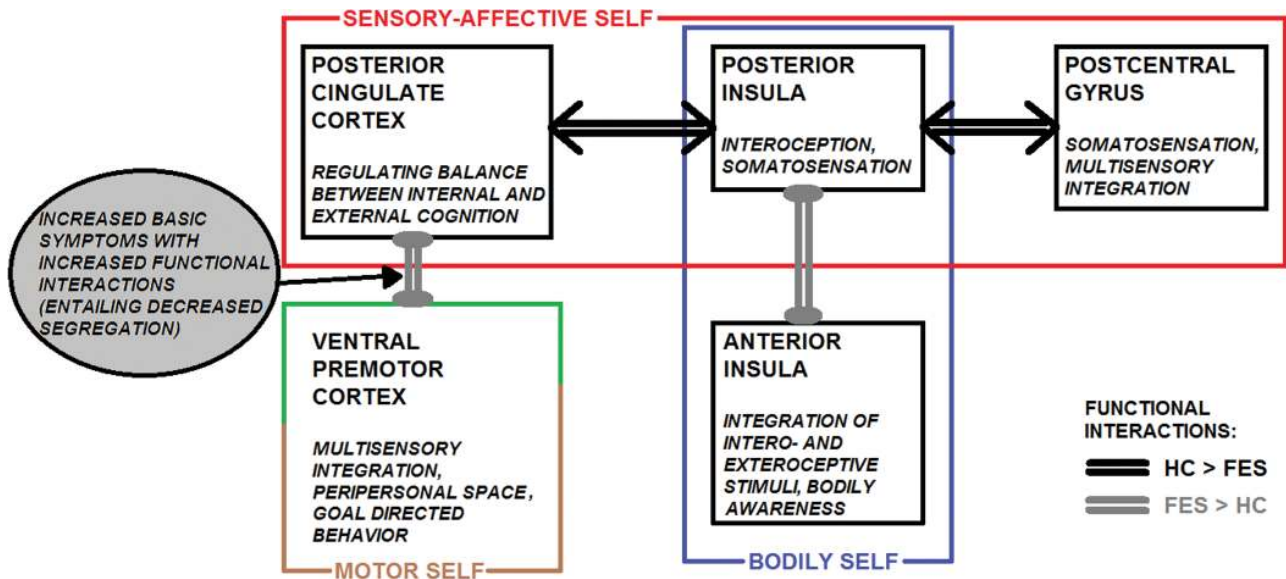 SENSORY-AFFECTIVE SELF
POSTERIOR
CINGULATE
CORTEX
REGULATING BALANCE
BETWEEN INTERNAL AND
EXTERNAL COGNITION
POSTERIOR
INSULA
INTEROCEPTION,
SOMATOSENSATION
POSTCENTRAL
GYRUS
SOMATOSENSATION,
MULTISENSORY
INTEGRATION
INCREASED BASIC
SYMPTOMS WITH
INCREASED FUNCTIONAL
INTERACTIONS
(ENTAILING DECREASED
SEGREGATION)
VENTRAL
PREMOTOR
CORTEX
MULTISENSORY
INTEGRATION,
PERIPERSONAL SPACE,
GOAL DIRECTED
BEHAVIOR
MOTOR SELF
ANTERIOR
INSULA
INTEGRATION OF
INTERO- AND
EXTEROCEPTIVE
STIMULI, BODILY
AWARENESS
BODILY SELF
FUNCTIONAL
INTERACTIONS:
HC > FES
FES > HC